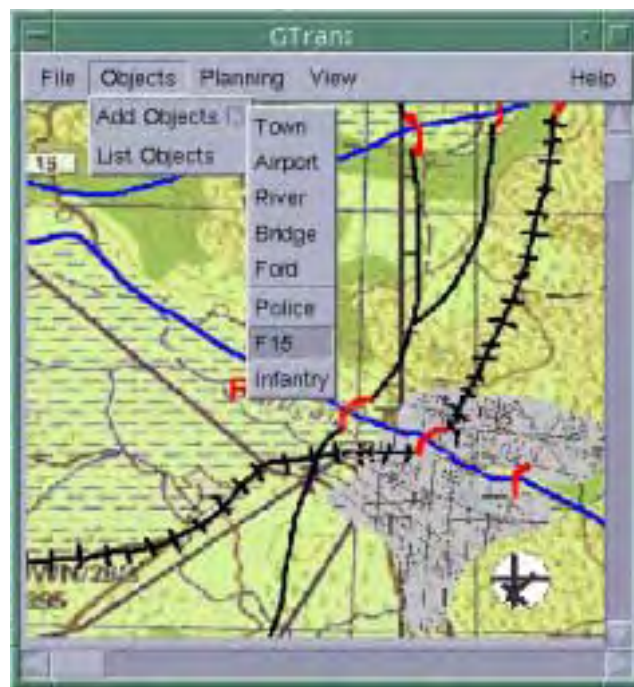 GTrans
File Objects Planning View Help
Add Objects
List Objects
Town
Airport
River
Bridge
Ford
Police
F15
Infantry
15
R